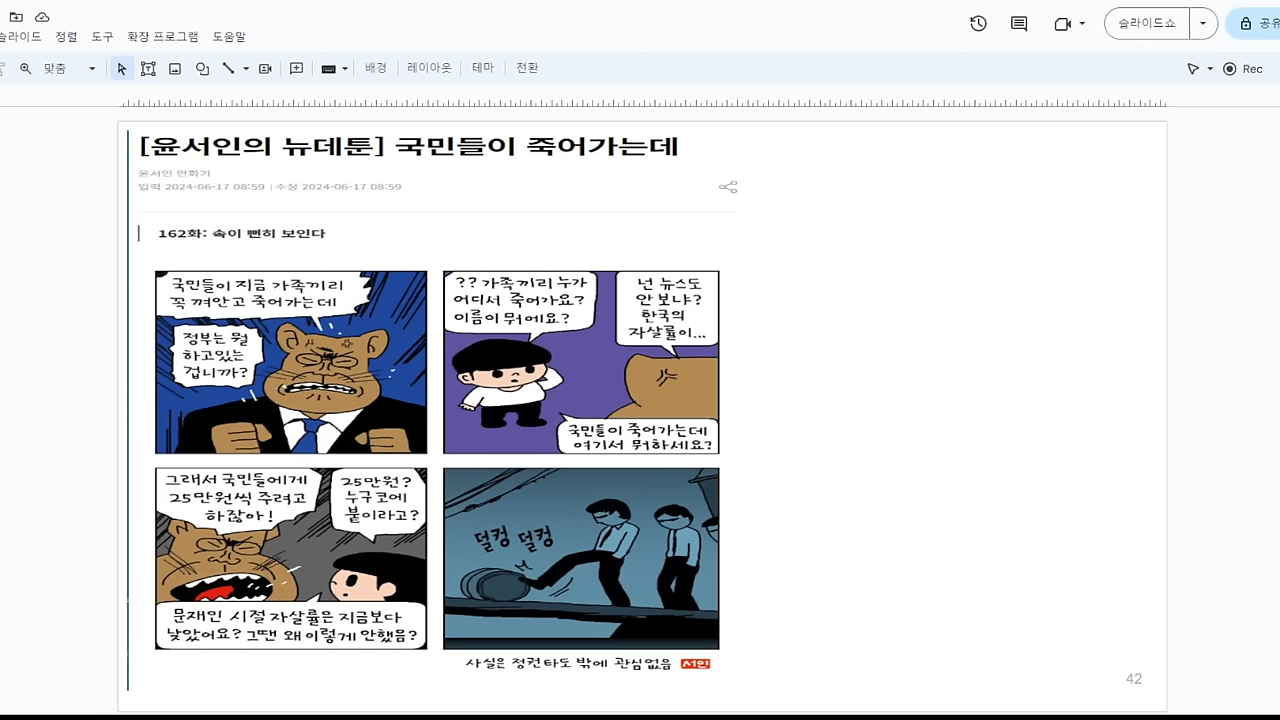 슬라이드 정렬 도구 확장 프로그램 도움말
슬라이드쇼
공유
맞춤
배경 레이아웃 테마 전환
Rec
[윤서인의 뉴데툰] 국민들이 죽어가는데
윤서인 만화가
입력 2024-06-17 08:59 | 수정 2024-06-17 08:59
162화: 속이 뻔히 보인다
국민들이 지금 가족끼리
꼭 껴안고 죽어가는데
정부는 뭘
하고있는
겁니까?
?? 가족끼리 누가
어디서 죽어가요?
이름이 뭐에요?
넌 뉴스도
안 보냐?
한국의
자살률이...
국민들이 죽어가는데
여기서 뭐하세요?
그래서 국민들에게
25만원씩 주려고
하잖아!
25만원?
누구코에
붙이라고?
문재인 시절 자살률은 지금보다
낮았어요? 그땐 왜 이렇게 안했음?
덜컹 덜컹
사실은 정권타도 밖에 관심없음 서인
42